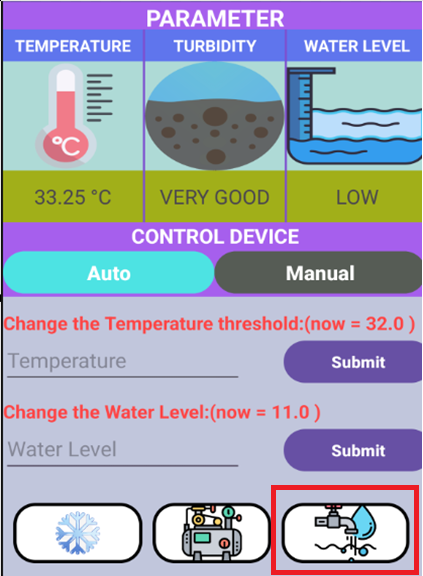 PARAMETER
TEMPERATURE TURBIDITY WATER LEVEL
°C
33.25 °C VERY GOOD LOW
CONTROL DEVICE
Auto Manual
Change the Temperature threshold:(now = 32.0 )
Temperature Submit
Change the Water Level:(now = 11.0 )
Water Level Submit